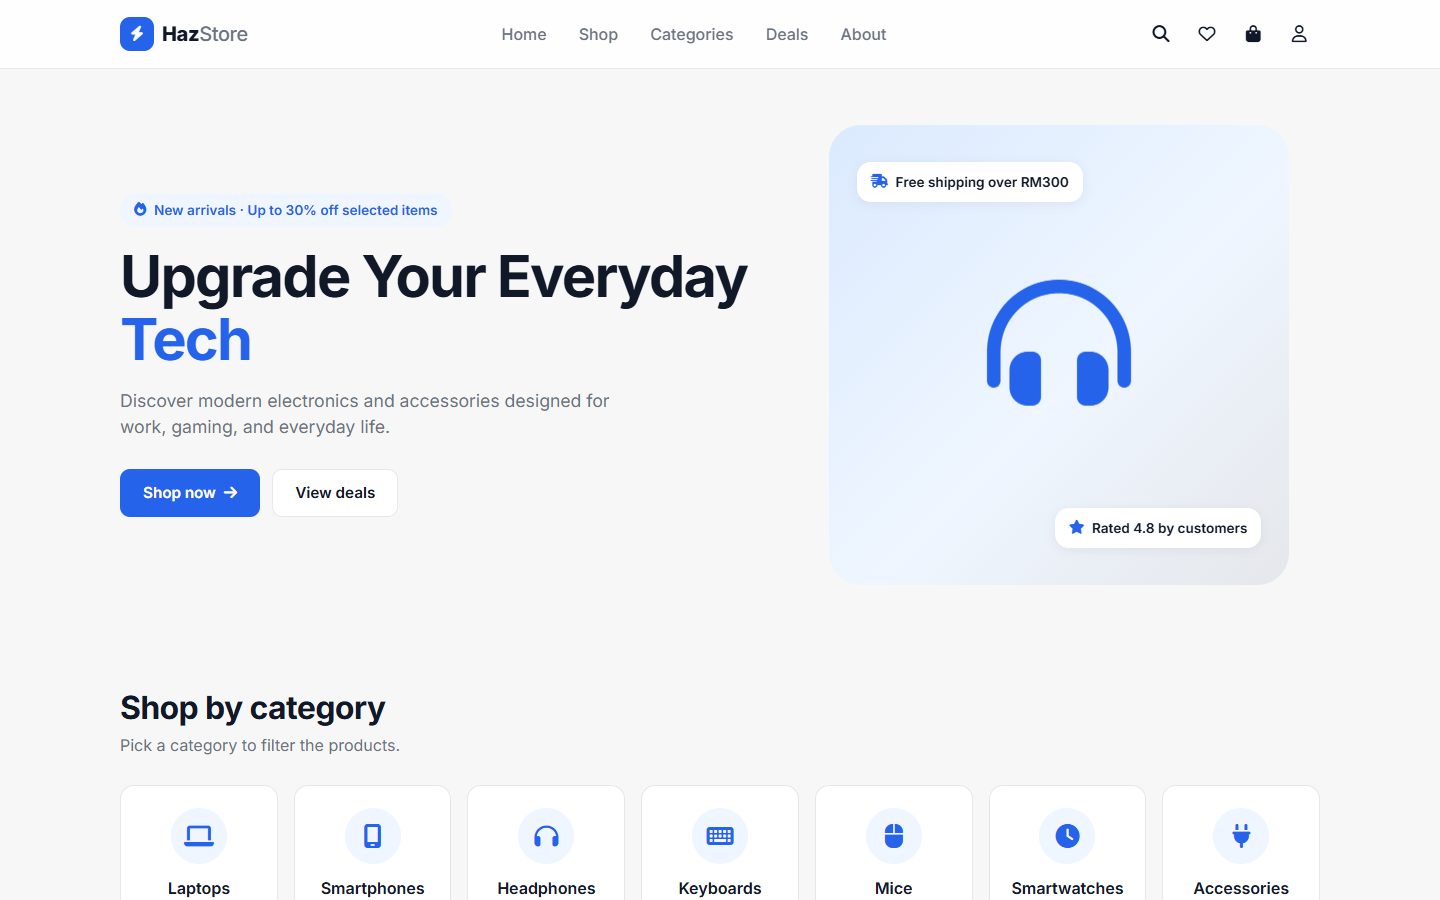 HazStore
Home
Shop
Categories
Deals
About
New arrivals · Up to 30% off selected items
Upgrade Your Everyday
Tech
Discover modern electronics and accessories designed for
work, gaming, and everyday life.
Shop now
View deals
Free shipping over RM300
Rated 4.8 by customers
Shop by category
Pick a category to filter the products.
Laptops
Smartphones
Headphones
Keyboards
Mice
Smartwatches
Accessories